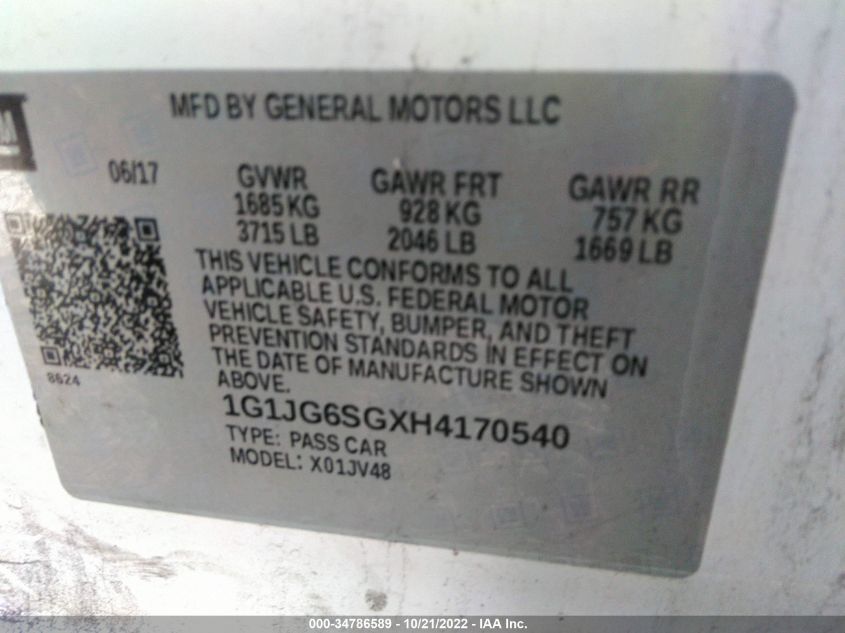 MFD BY GENERAL MOTORS LLC
06/17 GVWR GAWR FRT GAWR RR
1685 KG 928 KG 757 KG
3715 LB 2046 LB 1669 LB
THIS VEHICLE CONFORMS TO ALL
APPLICABLE U.S. FEDERAL MOTOR
VEHICLE SAFETY, BUMPER, AND THEFT
PREVENTION STANDARDS IN EFFECT ON
THE DATE OF MANUFACTURE SHOWN
ABOVE.
8624
1G1JG6SGXH4170540
TYPE: PASS CAR
MODEL: X01JV48
000-34786589 - 10/21/2022 - IAA Inc.